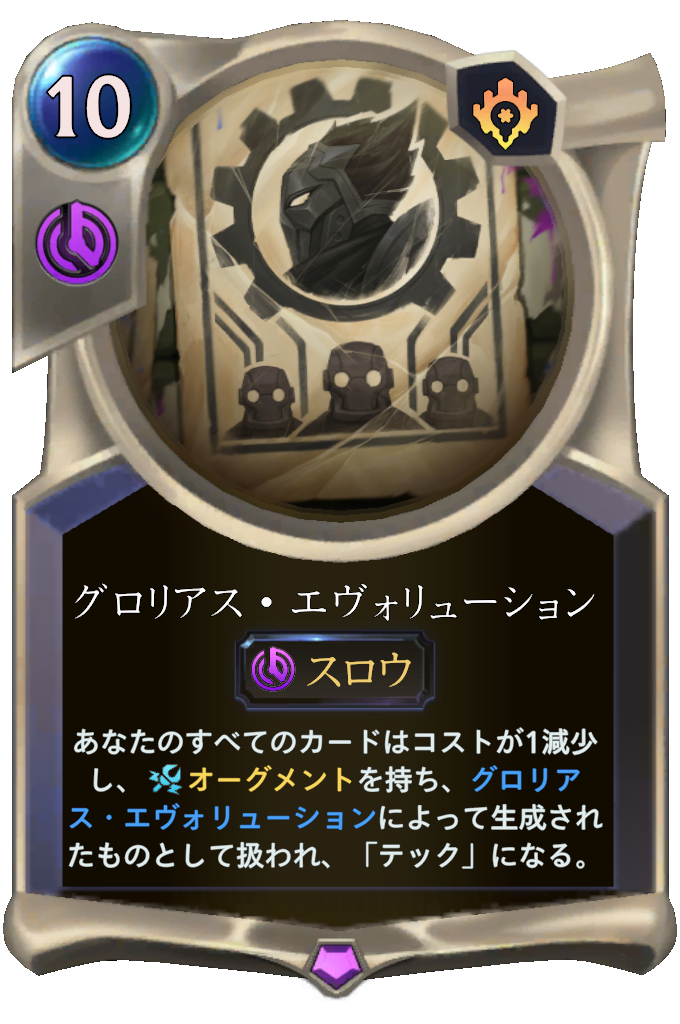 10
グロリアス・エヴォリューション
スロウ
あなたのすべてのカードはコストが1減少
し、オーグメントを持ち、グロリア
ス・エヴォリューションによって生成され
たものとして扱われ、「テック」になる。